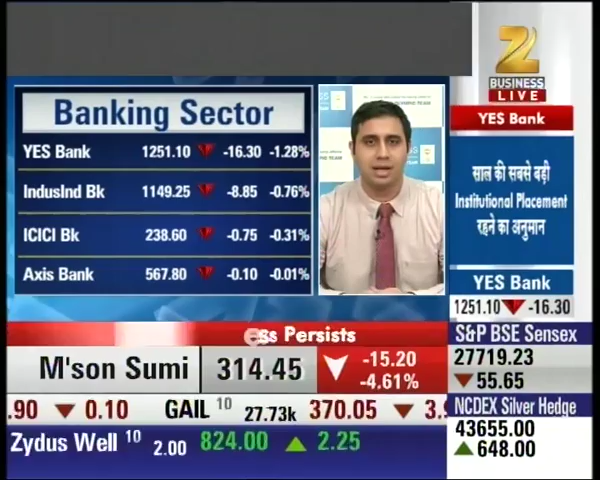 Z
BUSINESS
LIVE
Banking Sector
YES Bank 1251.10 -16.30 -1.28%
IndusInd Bk 1149.25 -8.85 -0.76%
ICICI Bk 238.60 -0.75 -0.31%
Axis Bank 567.80 -0.10 -0.01%
YE$ Bank
साल की सबसे बड़ी
Institutional Placement
रहने का अनुमान
YES Bank
1251.10 -16.30
ss Persists
M'son Sumi 314.45 -15.20
-4.61%
S&P BSE Sensex
27719.23
55.65
.90 0.10 GAIL 10 27.73k 370.05 3.9
NCDEX Silver Hedge
43655.00
648.00
Zydus Well 10 2.00 824.00 2.25